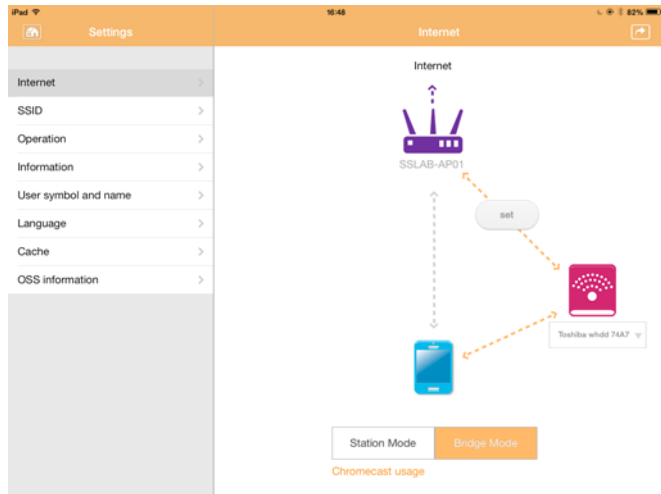 iPad 16:48 82%
Settings
Internet
Internet
SSID
Operation
Information
User symbol and name
Language
Cache
OSS information
Internet
SSLAB-AP01
set
Toshiba whdd 74A7
Station Mode
Bridge Mode
Chromecast usage